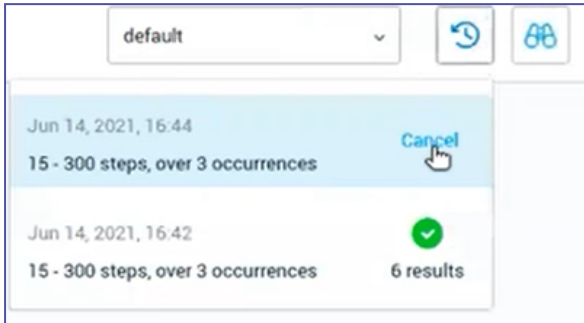 default
Jun 14, 2021, 16:44
Cancel
15 - 300 steps, over 3 occurrences
Jun 14, 2021, 16:42
15 - 300 steps, over 3 occurrences
6 results